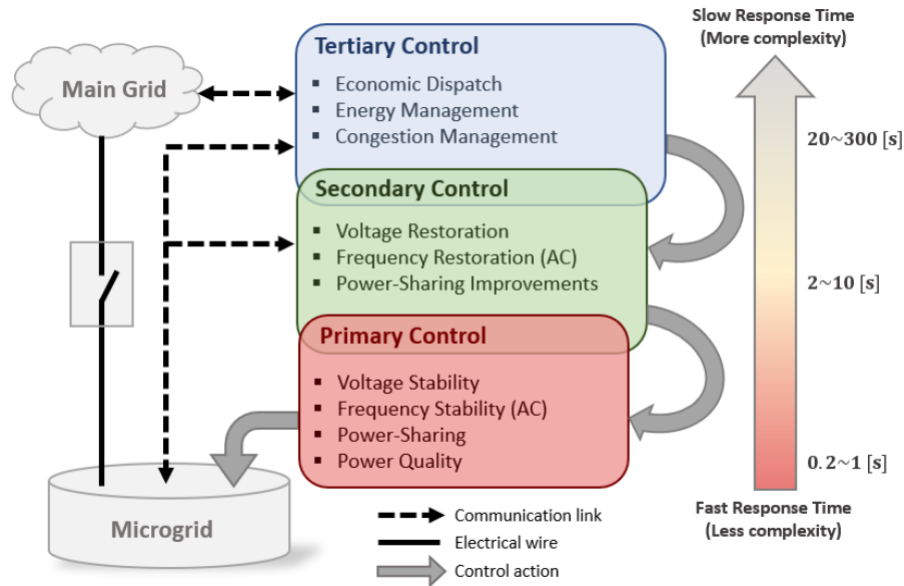 Main Grid
Microgrid
Tertiary Control
▪ Economic Dispatch
▪ Energy Management
▪ Congestion Management
Secondary Control
▪ Voltage Restoration
▪ Frequency Restoration (AC)
▪ Power-Sharing Improvements
Primary Control
▪ Voltage Stability
▪ Frequency Stability (AC)
▪ Power-Sharing
▪ Power Quality
Communication link
Electrical wire
Control action
Slow Response Time
(More complexity)
20~300 [s]
2~10 [s]
0.2~1 [s]
Fast Response Time
(Less complexity)